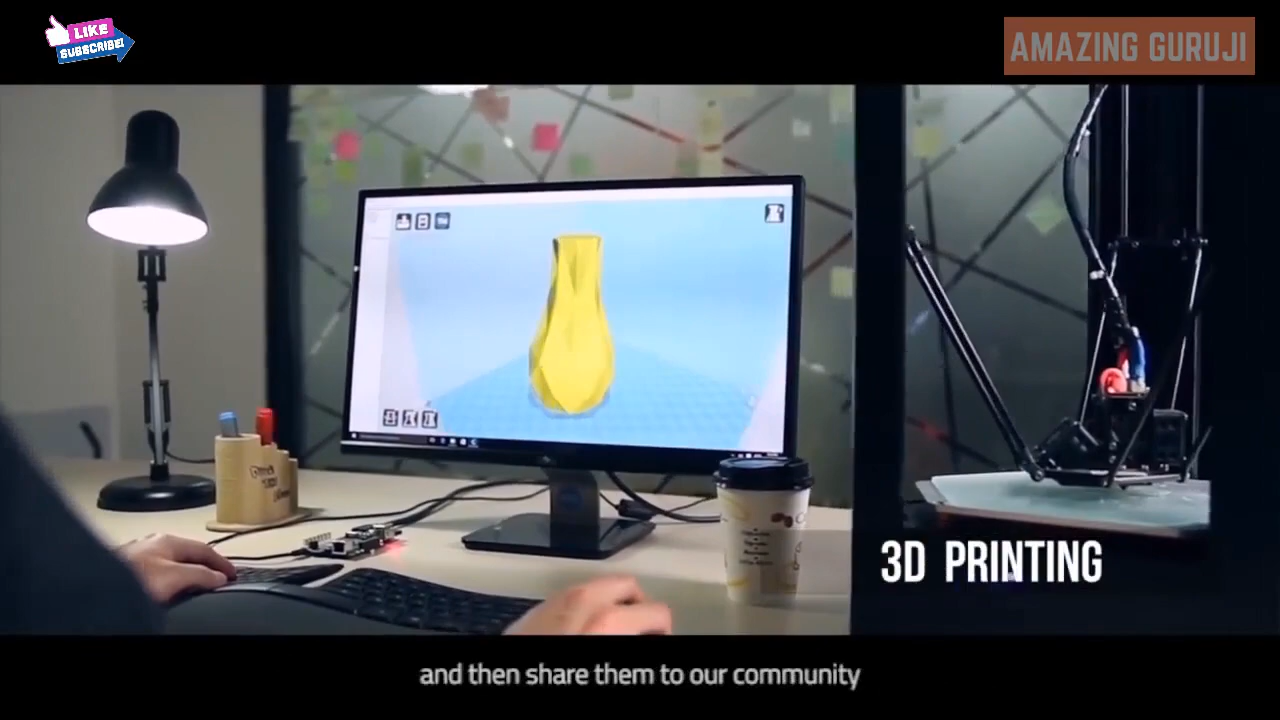 LIKE
SUBSCRIBE!
AMAZING GURUJI
3D PRINTING
and then share them to our community